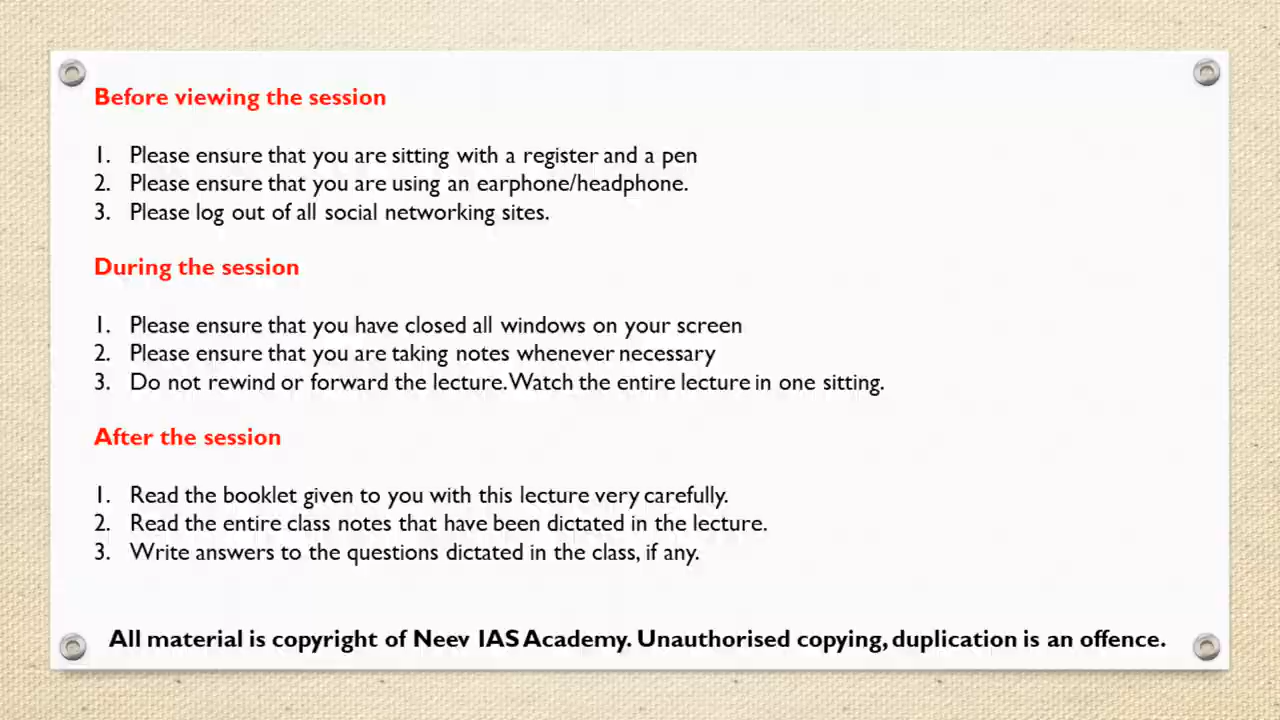 Before viewing the session
1. Please ensure that you are sitting with a register and a pen
2. Please ensure that you are using an earphone/headphone.
3. Please log out of all social networking sites.
During the session
1. Please ensure that you have closed all windows on your screen
2. Please ensure that you are taking notes whenever necessary
3. Do not rewind or forward the lecture. Watch the entire lecture in one sitting.
After the session
1. Read the booklet given to you with this lecture very carefully.
2. Read the entire class notes that have been dictated in the lecture.
3. Write answers to the questions dictated in the class, if any.
All material is copyright of Neev IAS Academy. Unauthorised copying, duplication is an offence.